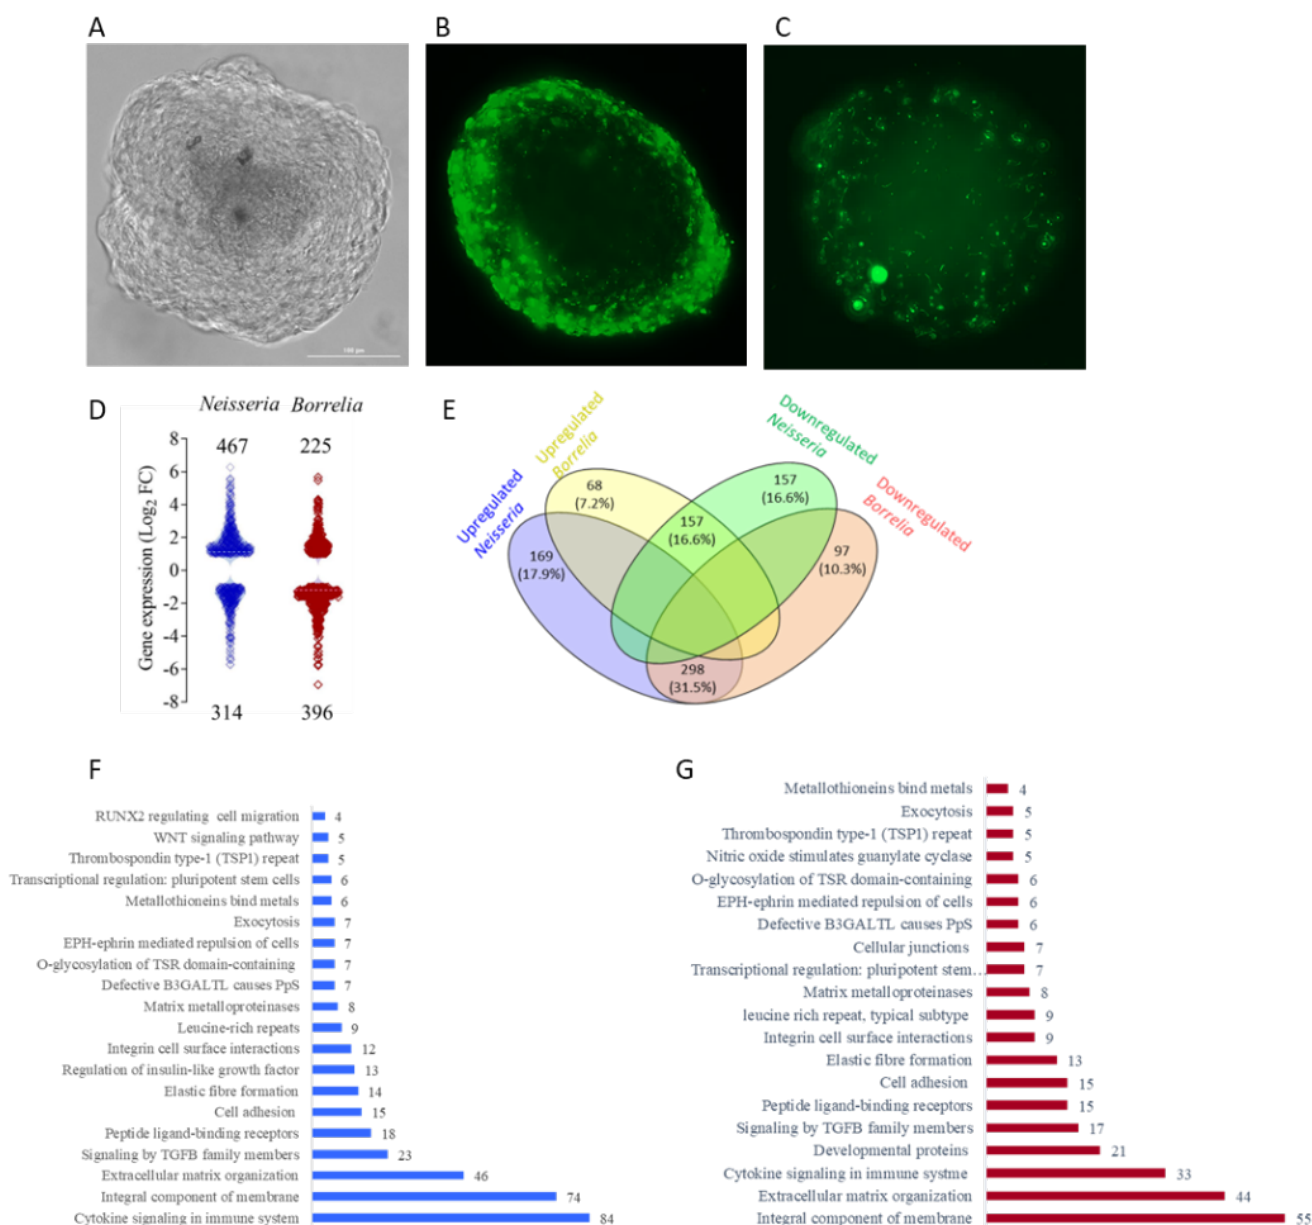 A
B
C
100 µm
D
Neisseria Borrelia
467
225
Gene expression (Log2 FC)
8
6
4
2
0
-2
-4
-6
-8
314
396
E
Upregulated
Neisseria
Upregulated
Borrelia
Downregulated
Neisseria
Downregulated
Borrelia
68
(7.2%)
157
(16.6%)
157
(16.6%)
169
(17.9%)
97
(10.3%)
298
(31.5%)
F
RUNX2 regulating cell migration 4
WNT signaling pathway 5
Thrombospondin type-1 (TSP1) repeat 5
Transcriptional regulation: pluripotent stem cells 6
Metallothioneins bind metals 6
Exocytosis 7
EPH-ephrin mediated repulsion of cells 7
O-glycosylation of TSR domain-containing 7
Defective B3GALTL causes PpS 7
Matrix metalloproteinases 8
Leucine-rich repeats 9
Integrin cell surface interactions 12
Regulation of insulin-like growth factor 13
Elastic fibre formation 14
Cell adhesion 15
Peptide ligand-binding receptors 18
Signaling by TGFB family members 23
Extracellular matrix organization 46
Integral component of membrane 74
Cytokine signaling in immune system 84
G
Metallothioneins bind metals 4
Exocytosis 5
Thrombospondin type-1 (TSP1) repeat 5
Nitric oxide stimulates guanylate cyclase 5
O-glycosylation of TSR domain-containing 6
EPH-ephrin mediated repulsion of cells 6
Defective B3GALTL causes PpS 6
Cellular junctions 7
Transcriptional regulation: pluripotent stem... 7
Matrix metalloproteinases 8
leucine rich repeat, typical subtype 9
Integrin cell surface interactions 9
Elastic fibre formation 13
Cell adhesion 15
Peptide ligand-binding receptors 15
Signaling by TGFB family members 17
Developmental proteins 21
Cytokine signaling in immune systme 33
Extracellular matrix organization 44
Integral component of membrane 55